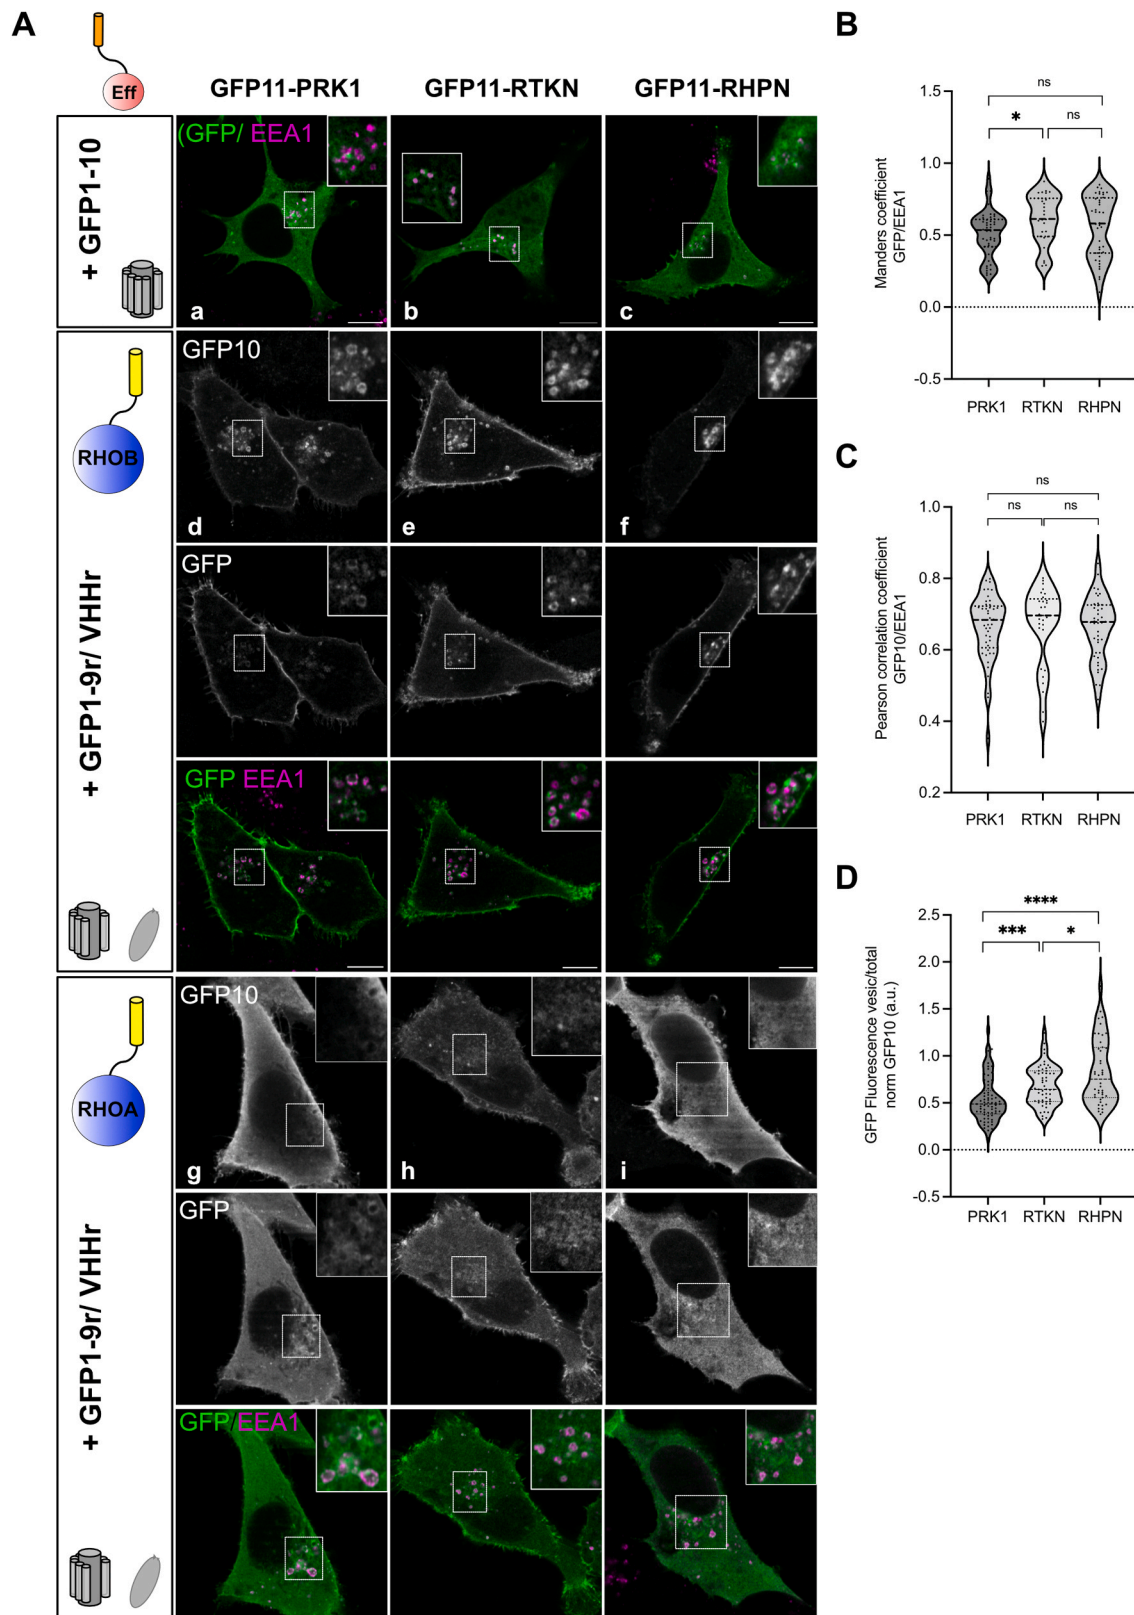 A
Eff
GFP11-PRK1
GFP11-RTKN
GFP11-RHPN
+ GFP1-10
(GFP/ EEA1
a
b
c
RHOB
+ GFP1-9r/ VHHr
GFP10
d
e
f
GFP
GFP EEA1
RHOA
+ GFP1-9r/ VHHr
GFP10
g
h
i
GFP
GFP/EEA1
B
Manders coefficient
GFP/EEA1
1.5
1.0
0.5
0.0
-0.5
ns
*
ns
PRK1
RTKN
RHPN
C
Pearson correlation coefficient
GFP10/EEA1
1.0
0.8
0.6
0.4
0.2
ns
ns
ns
PRK1
RTKN
RHPN
D
GFP Fluorescence vesic/total
norm GFP10 (a.u.)
2.5
2.0
1.5
1.0
0.5
0.0
-0.5
****
***
*
PRK1
RTKN
RHPN